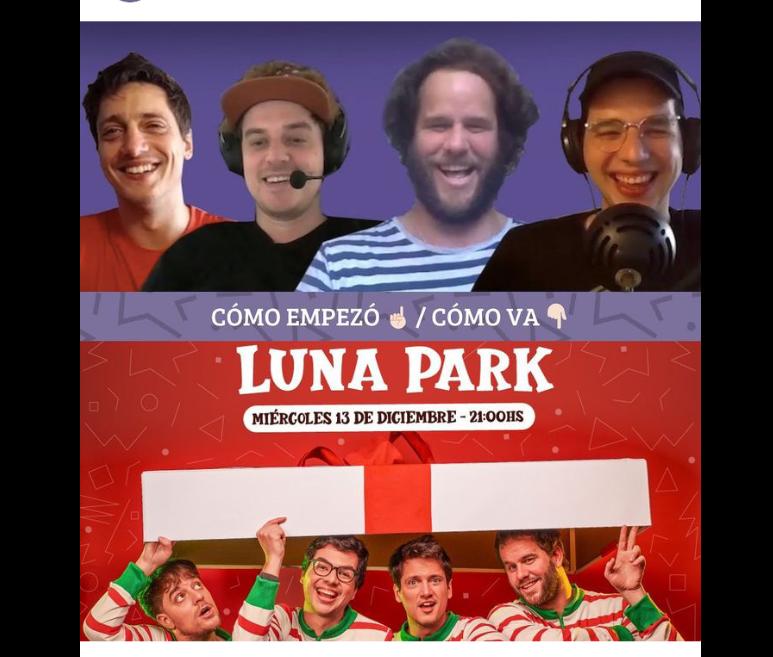 CÓMO EMPEZÓ ☝🏻 / CÓMO VA 👇🏻
LUNA PARK
MIÉRCOLES 13 DE DICIEMBRE - 21:00HS